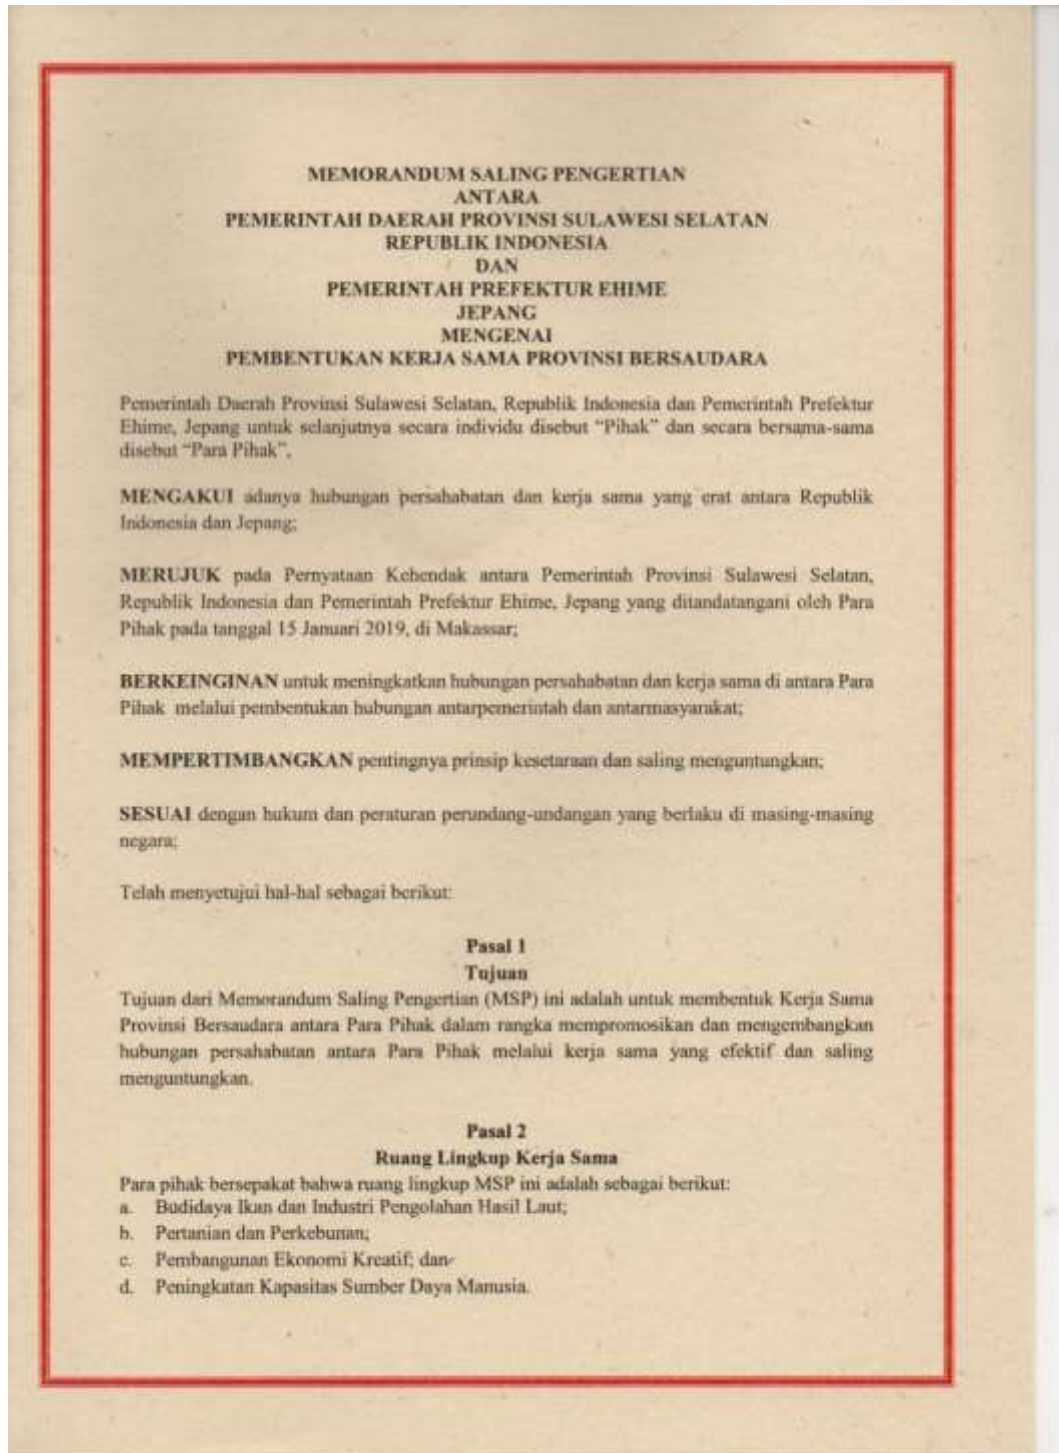 MEMORANDUM SALING PENGERTIAN
ANTARA
PEMERINTAH DAERAH PROVINSI SULAWESI SELATAN
REPUBLIK INDONESIA
DAN
PEMERINTAH PREFEKTUR EHIME
JEPANG
MENGENAI
PEMBENTUKAN KERJA SAMA PROVINSI BERSAUDARA
Pemerintah Daerah Provinsi Sulawesi Selatan, Republik Indonesia dan Pemerintah Prefektur
Ehime, Jepang untuk selanjutnya secara individu disebut “Pihak” dan secara bersama-sama
disebut “Para Pihak”,
MENGAKUI adanya hubungan persahabatan dan kerja sama yang erat antara Republik
Indonesia dan Jepang;
MERUJUK pada Pernyataan Kehendak antara Pemerintah Provinsi Sulawesi Selatan,
Republik Indonesia dan Pemerintah Prefektur Ehime, Jepang yang ditandatangani oleh Para
Pihak pada tanggal 15 Januari 2019, di Makassar;
BERKEINGINAN untuk meningkatkan hubungan persahabatan dan kerja sama di antara Para
Pihak melalui pembentukan hubungan antarpemerintah dan antarmasyarakat;
MEMPERTIMBANGKAN pentingnya prinsip kesetaraan dan saling menguntungkan;
SESUAI dengan hukum dan peraturan perundang-undangan yang berlaku di masing-masing
negara;
Telah menyetujui hal-hal sebagai berikut:
Pasal 1
Tujuan
Tujuan dari Memorandum Saling Pengertian (MSP) ini adalah untuk membentuk Kerja Sama
Provinsi Bersaudara antara Para Pihak dalam rangka mempromosikan dan mengembangkan
hubungan persahabatan antara Para Pihak melalui kerja sama yang efektif dan saling
menguntungkan.
Pasal 2
Ruang Lingkup Kerja Sama
Para pihak bersepakat bahwa ruang lingkup MSP ini adalah sebagai berikut:
a. Budidaya Ikan dan Industri Pengolahan Hasil Laut;
b. Pertanian dan Perkebunan;
c. Pembangunan Ekonomi Kreatif; dan
d. Peningkatan Kapasitas Sumber Daya Manusia.